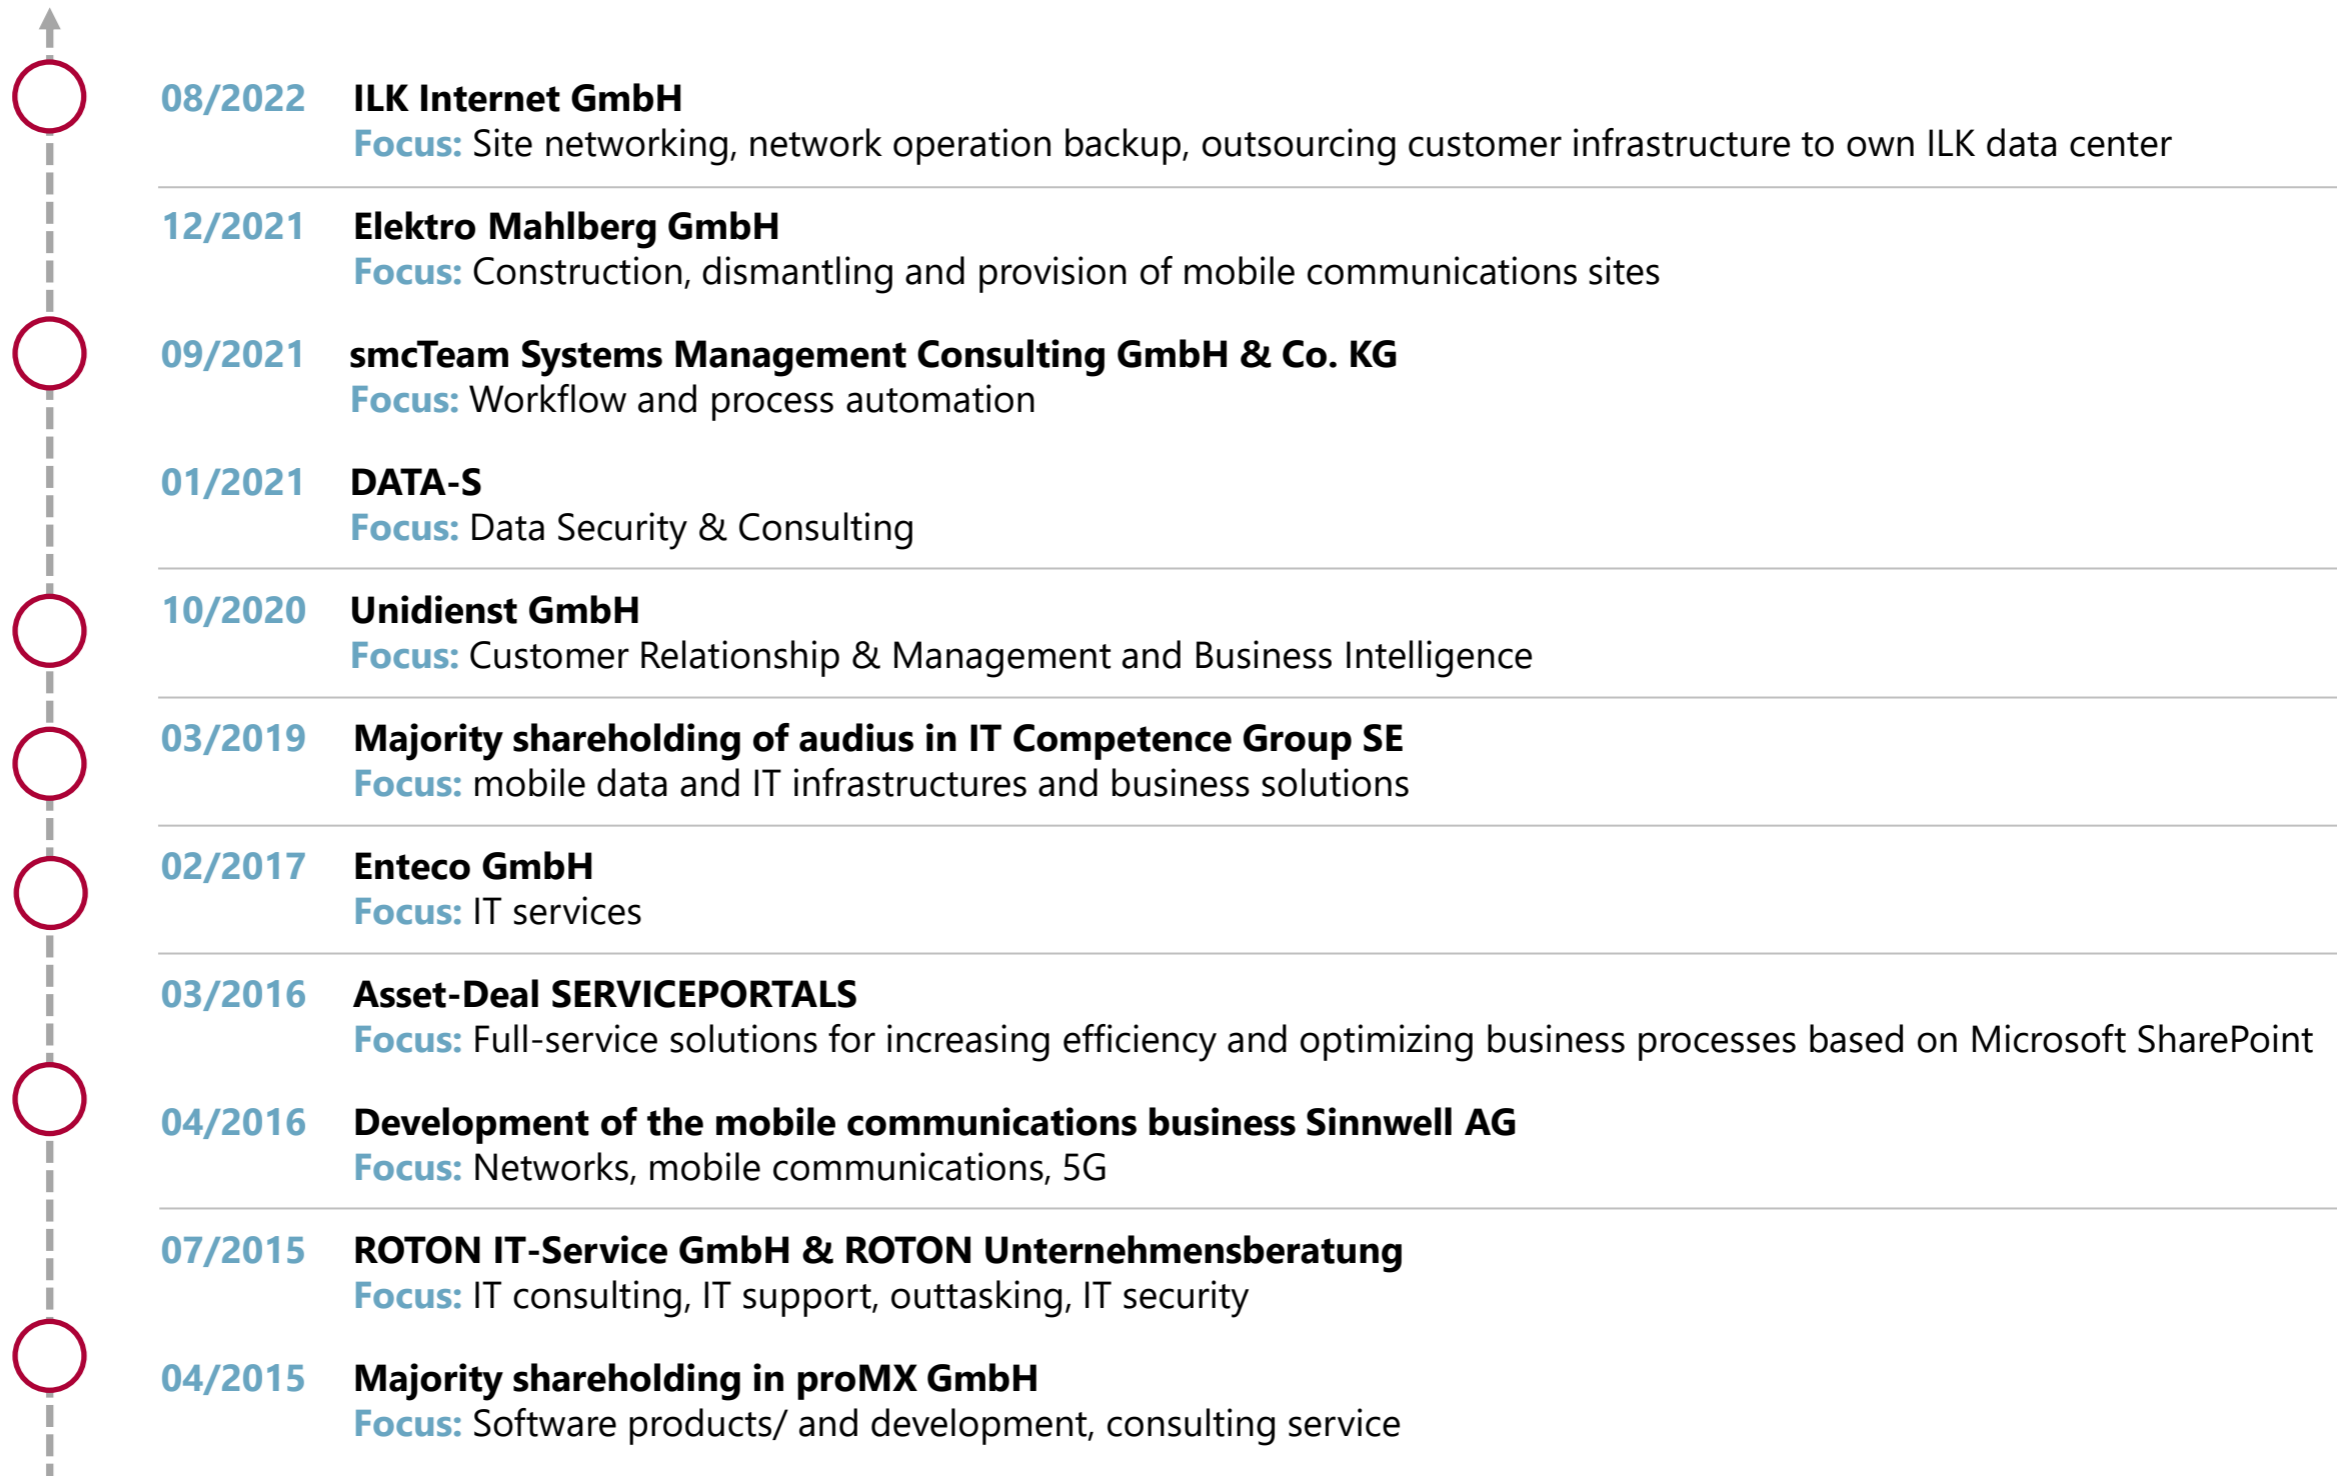 08/2022 ILK Internet GmbH
Focus: Site networking, network operation backup, outsourcing customer infrastructure to own ILK data center
12/2021 Elektro Mahlberg GmbH
Focus: Construction, dismantling and provision of mobile communications sites
09/2021 smcTeam Systems Management Consulting GmbH & Co. KG
Focus: Workflow and process automation
01/2021 DATA-S
Focus: Data Security & Consulting
10/2020 Unidienst GmbH
Focus: Customer Relationship & Management and Business Intelligence
03/2019 Majority shareholding of audius in IT Competence Group SE
Focus: mobile data and IT infrastructures and business solutions
02/2017 Enteco GmbH
Focus: IT services
03/2016 Asset-Deal SERVICEPORTALS
Focus: Full-service solutions for increasing efficiency and optimizing business processes based on Microsoft SharePoint
04/2016 Development of the mobile communications business Sinnwell AG
Focus: Networks, mobile communications, 5G
07/2015 ROTON IT-Service GmbH & ROTON Unternehmensberatung
Focus: IT consulting, IT support, outtasking, IT security
04/2015 Majority shareholding in proMX GmbH
Focus: Software products/ and development, consulting service